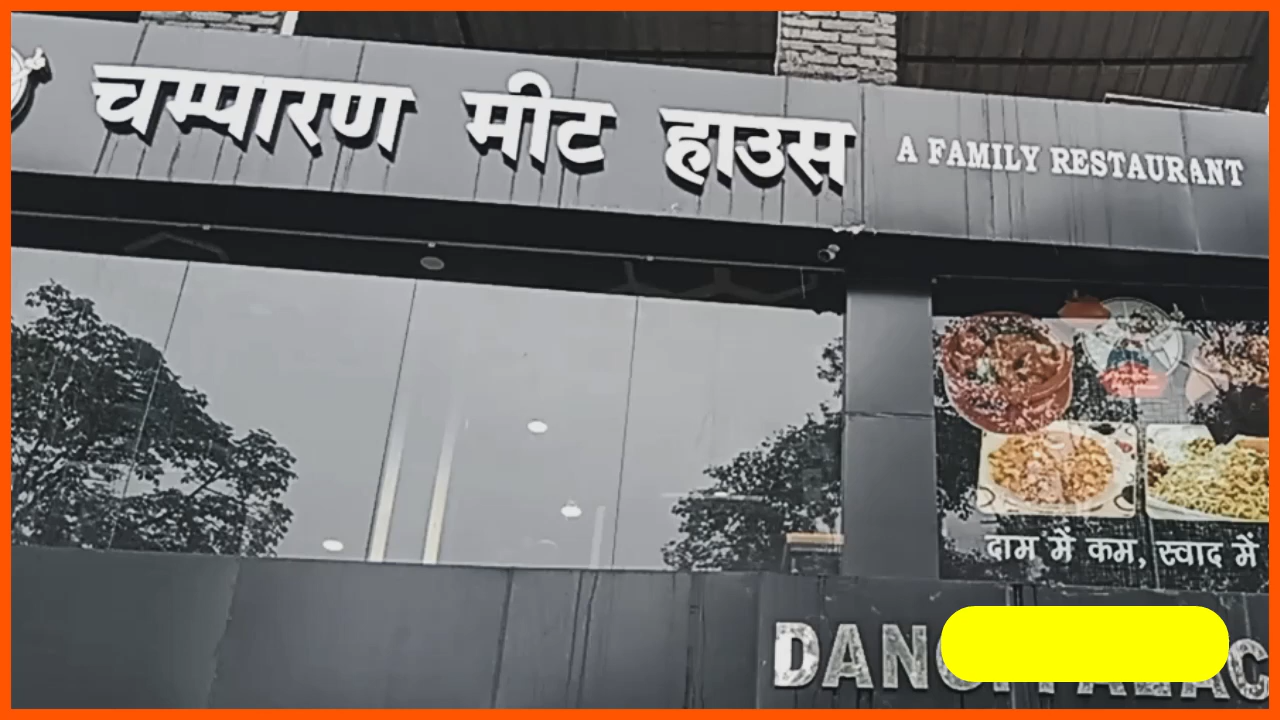 चम्पारण मीट हाउस
A FAMILY RESTAURANT
दाम में कम, स्वाद में